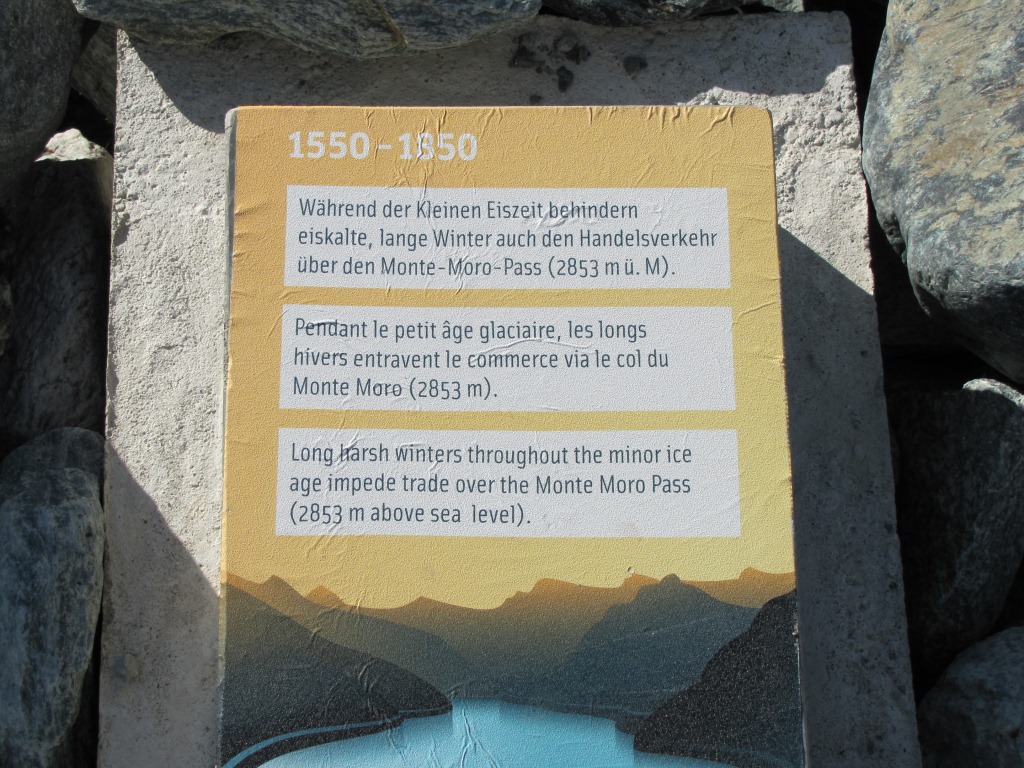 1550 - 1850
Während der Kleinen Eiszeit behindern
eiskalte, lange Winter auch den Handelsverkehr
über den Monte-Moro-Pass (2853 m ü. M).
Pendant le petit âge glaciaire, les longs
hivers entravent le commerce via le col du
Monte Moro (2853 m).
Long harsh winters throughout the minor ice
age impede trade over the Monte Moro Pass
(2853 m above sea level).